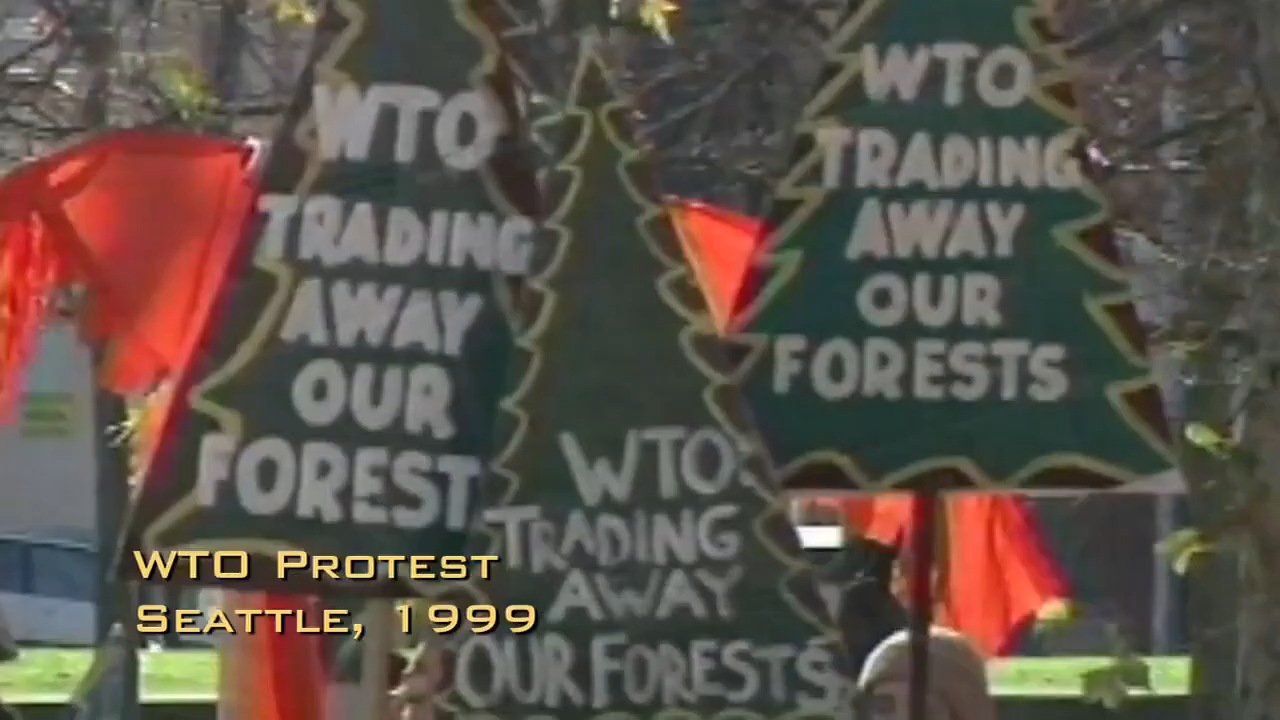 WTO
TRADING
AWAY
OUR
FOREST
WTO
TRADING
AWAY
OUR FORESTS
WTO
TRADING
AWAY
OUR
FORESTS
WTO PROTEST
SEATTLE, 1999